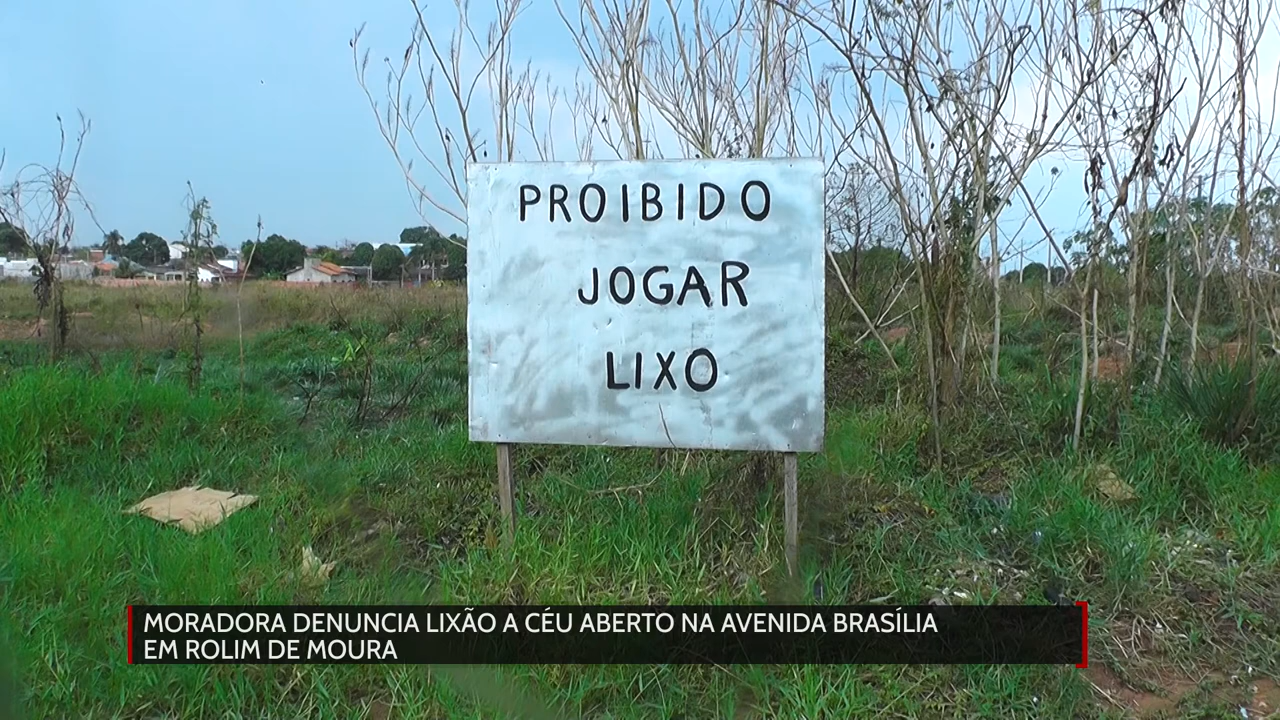 PROIBIDO
JOGAR
LIXO
MORADORA DENUNCIA LIXÃO A CÉU ABERTO NA AVENIDA BRASÍLIA
EM ROLIM DE MOURA